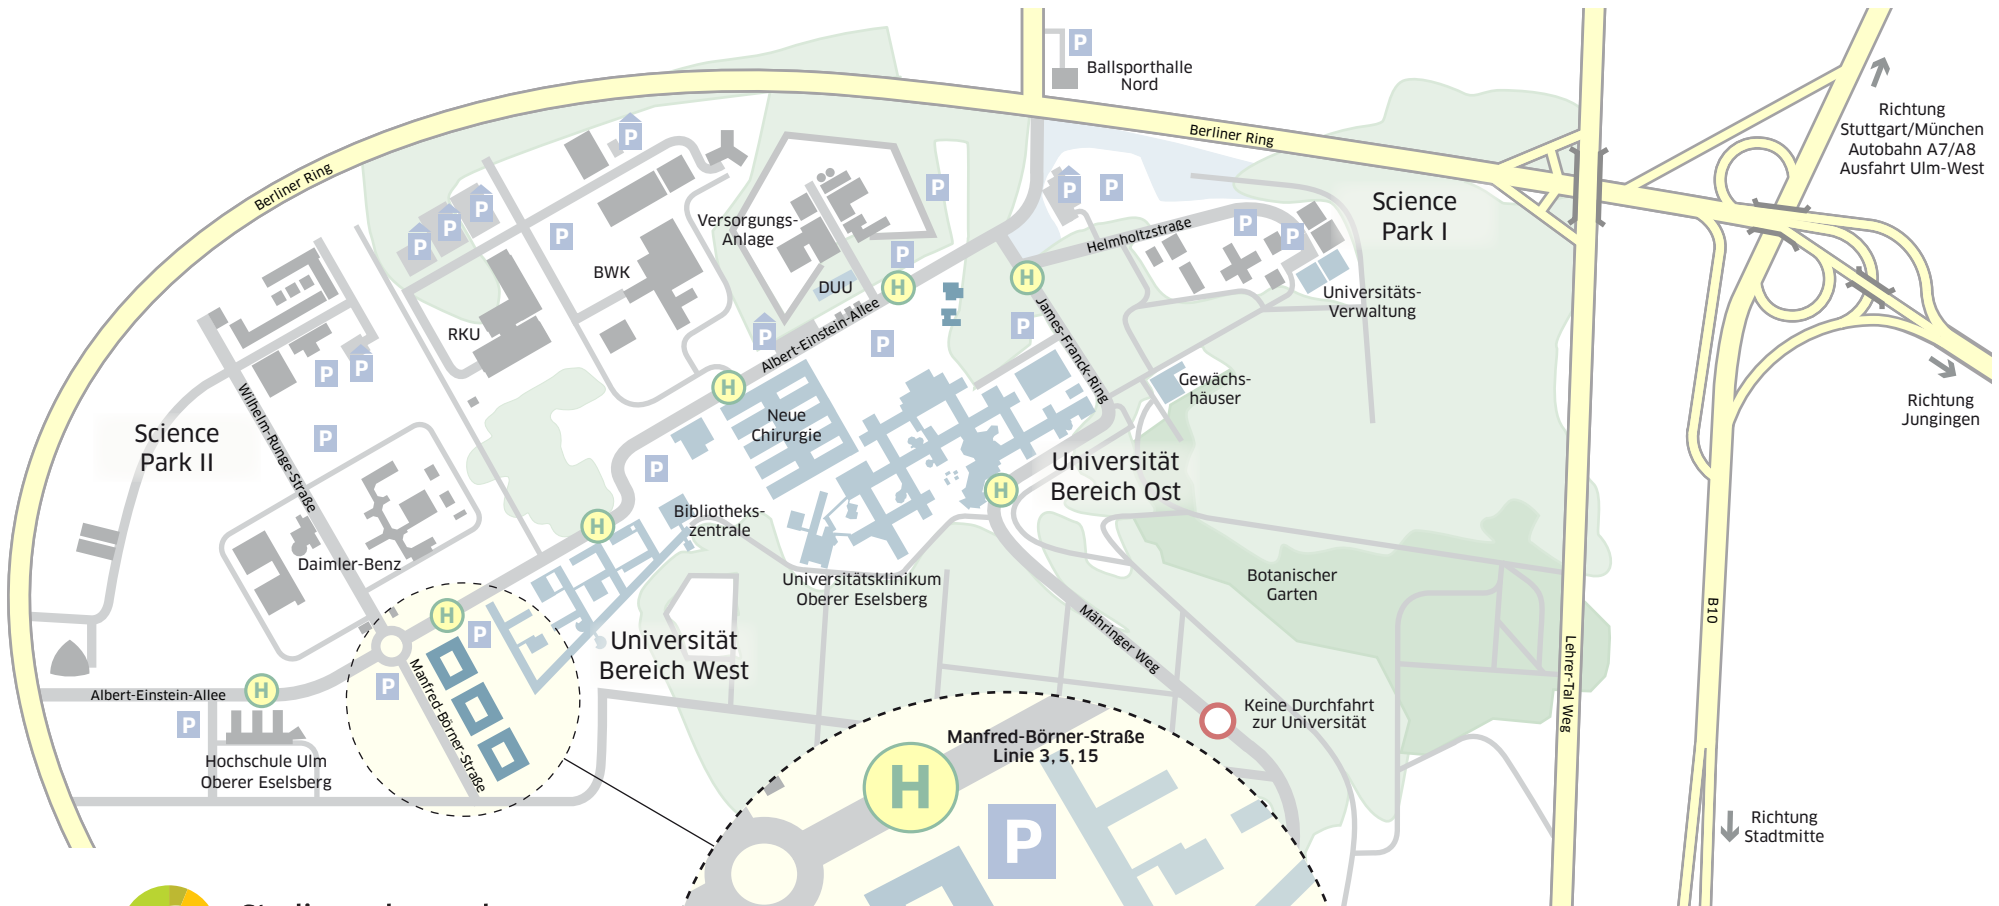 P
Ballsporthalle
Nord
Richtung
Stuttgart/München
Autobahn A7/A8
Ausfahrt Ulm-West
Berliner Ring
Berliner Ring
P
P
P
P
P
P
P
P
P
P
P
P
Science
Park I
Versorgungs-
Anlage
Helmholtzstraße
BWK
DUU
H
H
Universitäts-
Verwaltung
RKU
P
P
P
Albert-Einstein-Allee
James-Franck-Ring
P
P
H
Gewächs-
häuser
Richtung
Jungingen
Wilhelm-Runge-Straße
Neue
Chirurgie
Science
Park II
P
P
Universität
Bereich Ost
H
Bibliotheks-
zentrale
H
Daimler-Benz
Universitätsklinikum
Oberer Eselsberg
Botanischer
Garten
B10
H
P
Mähringer Weg
Universität
Bereich West
Lehrer-Tal Weg
Albert-Einstein-Allee
H
P
Manfred-Börner-Straße
P
Keine Durchfahrt
zur Universität
Hochschule Ulm
Oberer Eselsberg
Manfred-Börner-Straße
Linie 3, 5, 15
H
P
Richtung
Stadtmitte